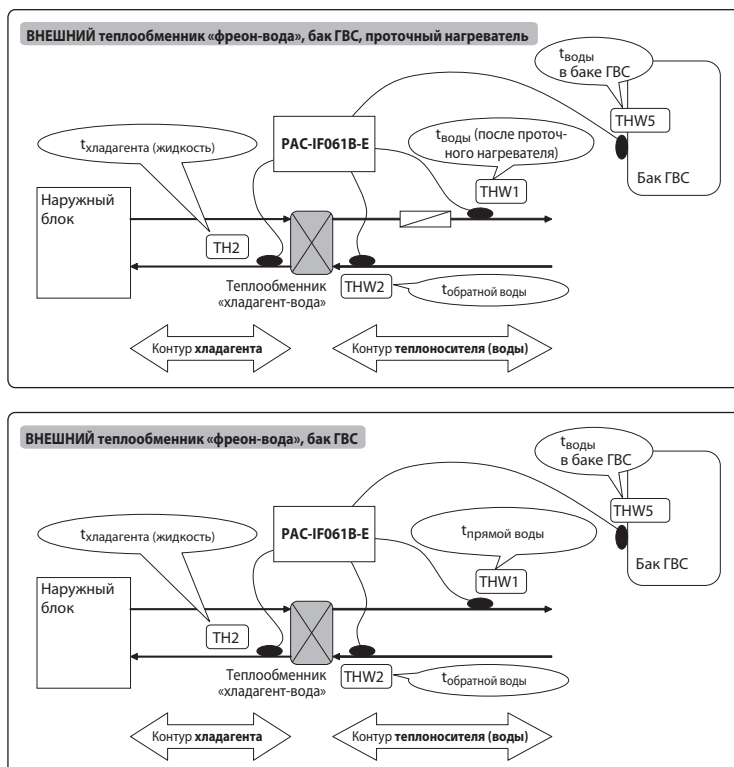 ВНЕШНИЙ теплообменник «фреон-вода», бак ГВС, проточный нагреватель
tводы
в баке ГВС
THW5
Бак ГВС
PAC-IF061B-E
tводы (после проточ-
ного нагревателя)
THW1
tхладагента (жидкость)
Наружный
блок
TH2
Теплообменник
«хладагент-вода»
THW2
tобратной воды
Контур хладагента
Контур теплоносителя (воды)
ВНЕШНИЙ теплообменник «фреон-вода», бак ГВС
tводы
в баке ГВС
THW5
Бак ГВС
PAC-IF061B-E
tпрямой воды
THW1
tхладагента (жидкость)
Наружный
блок
TH2
Теплообменник
«хладагент-вода»
THW2
tобратной воды
Контур хладагента
Контур теплоносителя (воды)